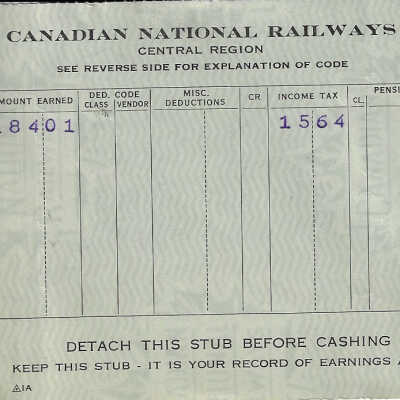 CANADIAN NATIONAL RAILWAYS
CENTRAL REGION
SEE REVERSE SIDE FOR EXPLANATION OF CODE
MOUNT EARNED DED. CODE CLASS VENDOR MISC. DEDUCTIONS CR INCOME TAX CL. PENSI
18401 1564
DETACH THIS STUB BEFORE CASHING
KEEP THIS STUB - IT IS YOUR RECORD OF EARNINGS A
1A